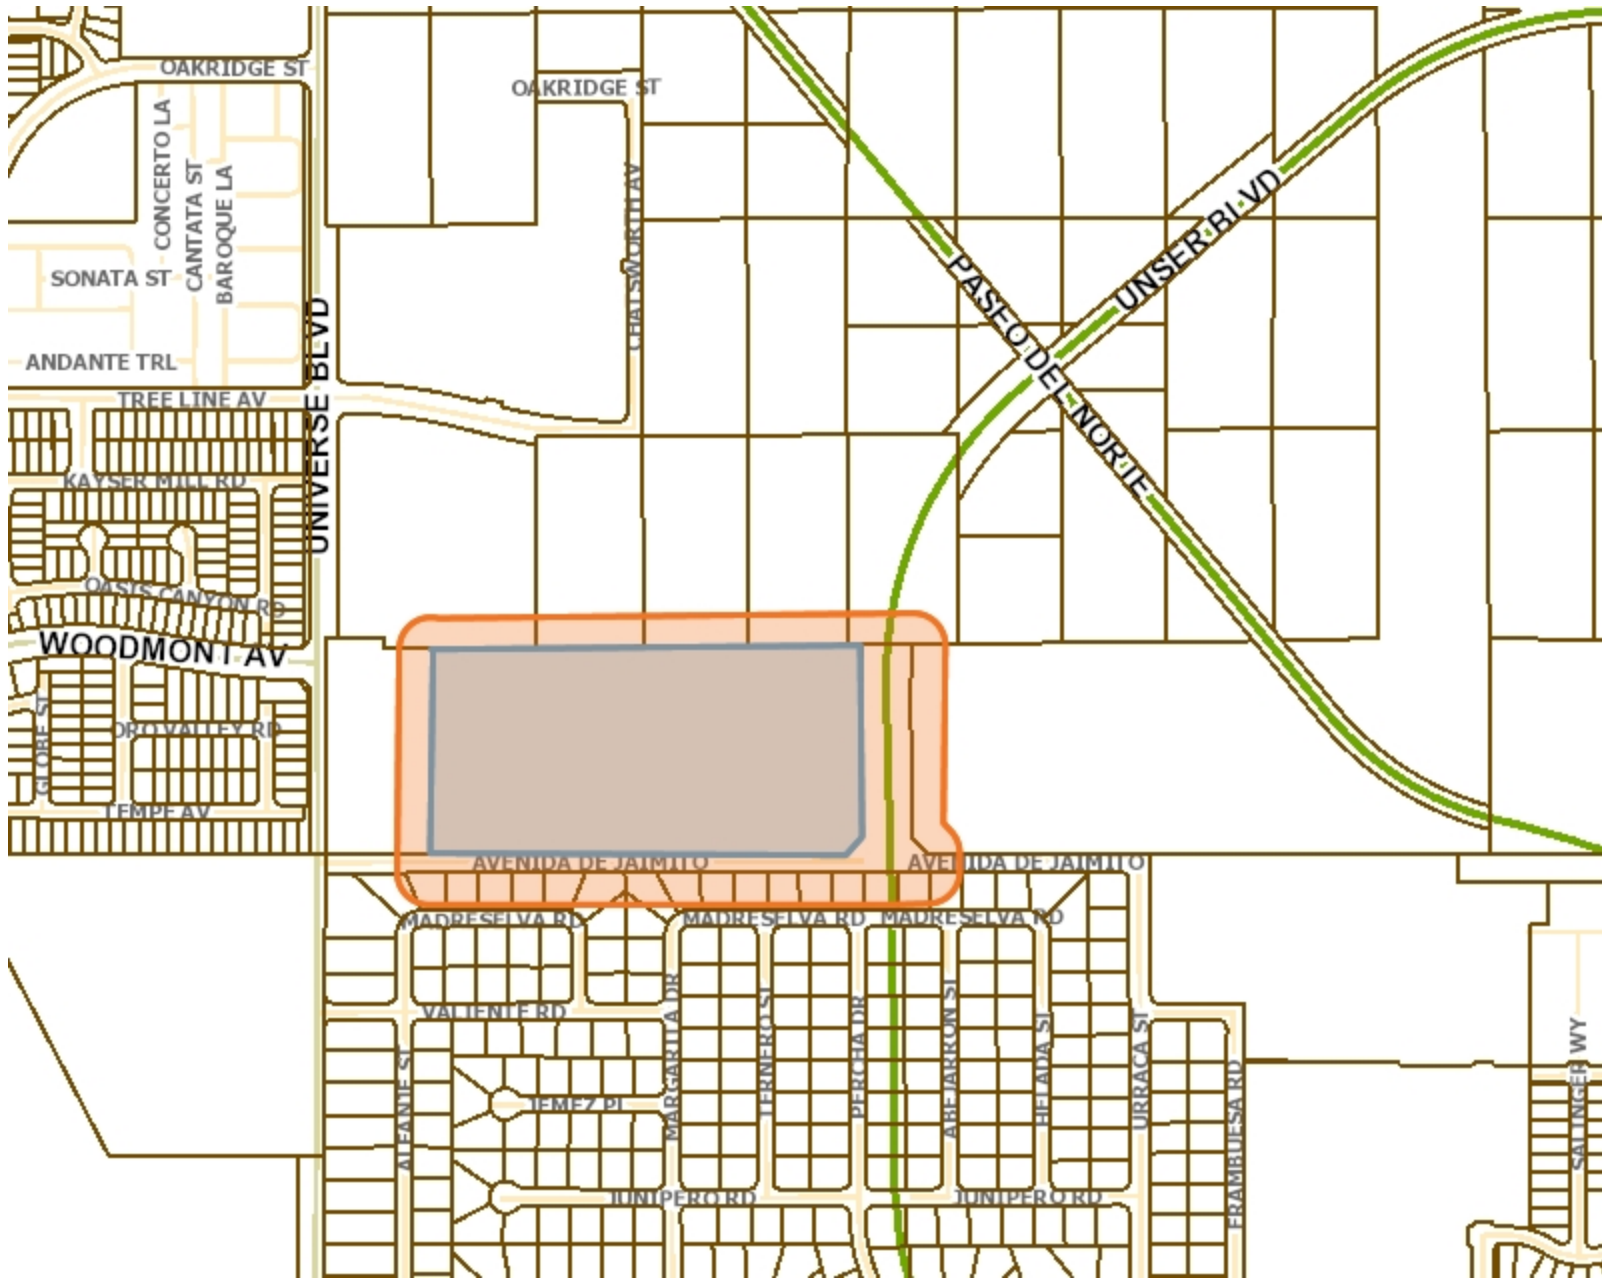 OAKRIDGE ST
OAKRIDGE ST
CONCERTO LA
CANTATA ST
BAROQUE LA
CHATSWORTH AV
UNSER BLVD
PASEO DEL NORTE
SONATA ST
UNIVERSE BLVD
ANDANTE TRL
TREE LINE AV
KAYSER MILL RD
OASIS CANYON RD
WOODMONT AV
GLOBE ST
ORO VALLEY RD
TEMPE AV
AVENIDA DE JAIMITO
AVENIDA DE JAIMITO
MADRESELVA RD
MADRESELVA RD
MADRESELVA RD
VALIENTE RD
MARGARITA DR
TERNERO ST
PERCHA DR
ABEJARRON ST
HELADA ST
URRACA ST
ALFANJE ST
JEMEZ PL
FRAMBUESA RD
SALINGER WY
JUNIPERO RD
JUNIPERO RD